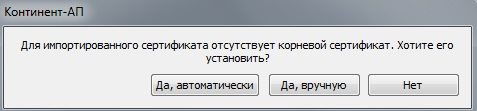 Континент-АП
Для импортированного сертификата отсутствует корневой сертификат. Хотите его
установить?
Да, автоматически
Да, вручную
Нет